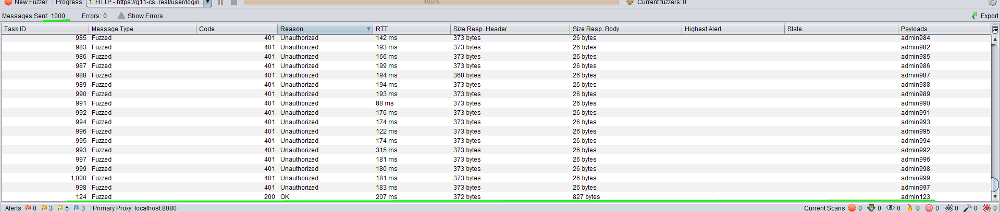 New Fuzzer Progress: 1: HTTP - https://g11-cs..rest/user/login 100% Current fuzzers: 0
Messages Sent: 1000 Errors: 0 Show Errors Export
Task ID Message Type Code Reason RTT Size Resp. Header Size Resp. Body Highest Alert State Payloads
985 Fuzzed 401 Unauthorized 142 ms 373 bytes 26 bytes admin984
983 Fuzzed 401 Unauthorized 193 ms 373 bytes 26 bytes admin982
986 Fuzzed 401 Unauthorized 166 ms 373 bytes 26 bytes admin985
987 Fuzzed 401 Unauthorized 199 ms 373 bytes 26 bytes admin986
988 Fuzzed 401 Unauthorized 194 ms 368 bytes 26 bytes admin987
989 Fuzzed 401 Unauthorized 194 ms 373 bytes 26 bytes admin988
990 Fuzzed 401 Unauthorized 193 ms 373 bytes 26 bytes admin989
991 Fuzzed 401 Unauthorized 88 ms 373 bytes 26 bytes admin990
992 Fuzzed 401 Unauthorized 176 ms 373 bytes 26 bytes admin991
994 Fuzzed 401 Unauthorized 174 ms 373 bytes 26 bytes admin993
996 Fuzzed 401 Unauthorized 122 ms 373 bytes 26 bytes admin995
995 Fuzzed 401 Unauthorized 174 ms 373 bytes 26 bytes admin994
993 Fuzzed 401 Unauthorized 315 ms 373 bytes 26 bytes admin992
997 Fuzzed 401 Unauthorized 181 ms 373 bytes 26 bytes admin996
999 Fuzzed 401 Unauthorized 180 ms 373 bytes 26 bytes admin998
1,000 Fuzzed 401 Unauthorized 181 ms 373 bytes 26 bytes admin999
998 Fuzzed 401 Unauthorized 183 ms 373 bytes 26 bytes admin997
124 Fuzzed 200 OK 207 ms 372 bytes 827 bytes admin123
Alerts 0 3 5 3 Primary Proxy: localhost:8080 Current Scans 0 0 0 0 0 0 0 0